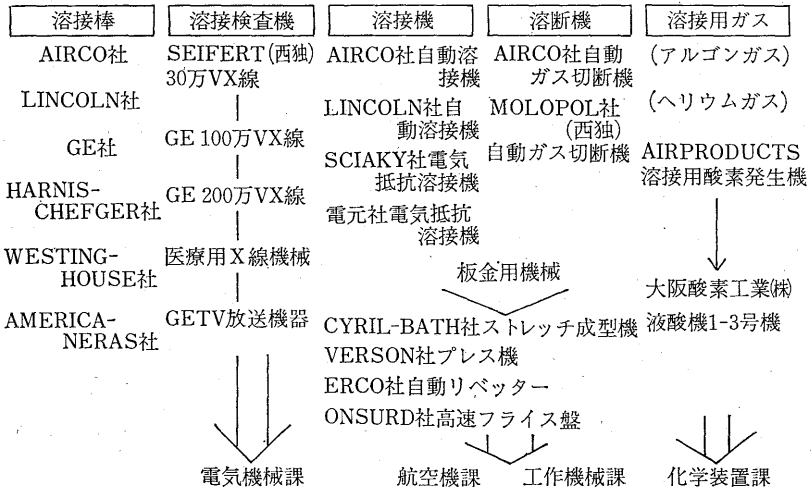 溶接棒
AIRCO社
LINCOLN社
GE社
HARNIS-
CHEFGER社
WESTING-
HOUSE社
AMERICA-
NERAS社
溶接検査機
SEIFERT(西独)
30万VX線
GE 100万VX線
GE 200万VX線
医療用X線機械
GETV放送機器
電気機械課
溶接機
AIRCO社自動溶
接機
LINCOLN社自
動溶接機
SCIAKY社電気
抵抗溶接機
電元社電気抵抗
溶接機
溶断機
AIRCO社自動
ガス切断機
MOLOPOL社
(西独)
自動ガス切断機
板金用機械
CYRIL-BATH社ストレッチ成型機
VERSON社プレス機
ERCO社自動リベッター
ONSURD社高速フライス盤
航空機課
工作機械課
溶接用ガス
(アルゴンガス)
(ヘリウムガス)
AIRPRODUCTS
溶接用酸素発生機
大阪酸素工業㈱
液酸機1-3号機
化学装置課